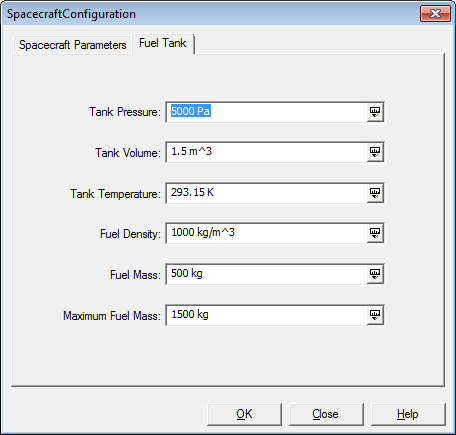 SpacecraftConfiguration
Spacecraft Parameters Fuel Tank
Tank Pressure: 5000 Pa
Tank Volume: 1.5 m^3
Tank Temperature: 293.15 K
Fuel Density: 1000 kg/m^3
Fuel Mass: 500 kg
Maximum Fuel Mass: 1500 kg
OK Close Help